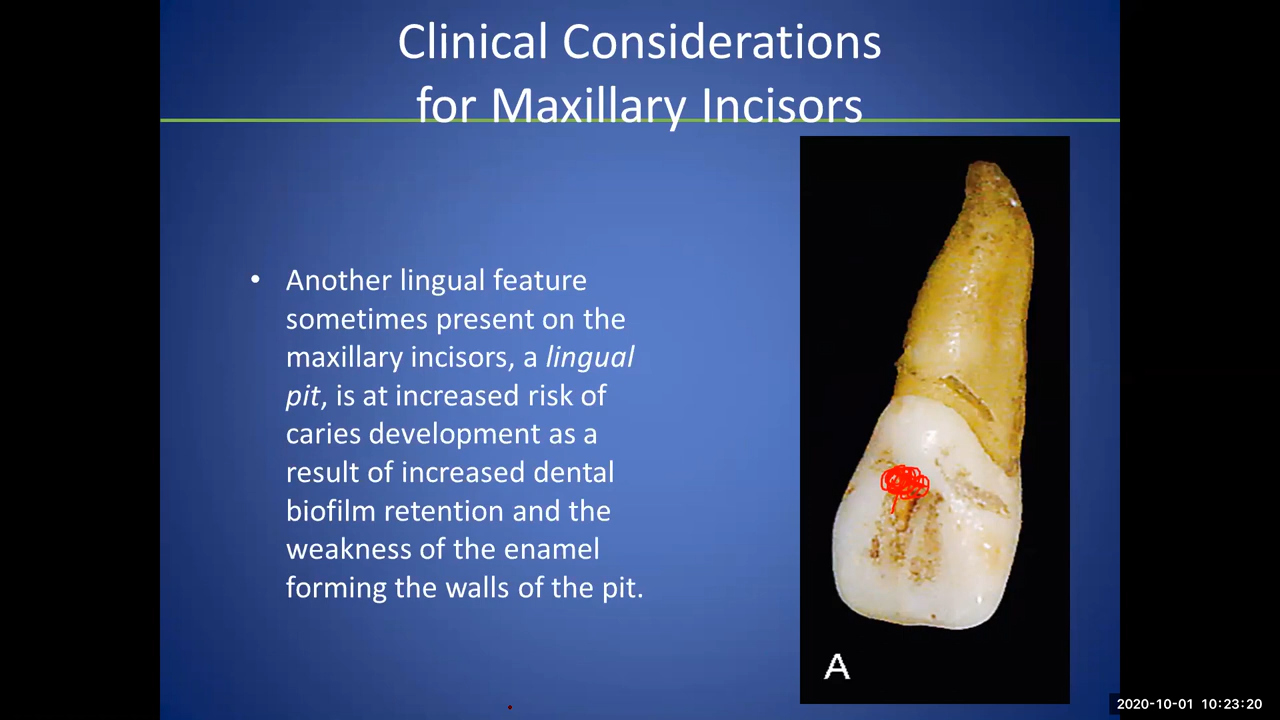 Clinical Considerations
for Maxillary Incisors
• Another lingual feature
sometimes present on the
maxillary incisors, a lingual
pit, is at increased risk of
caries development as a
result of increased dental
biofilm retention and the
weakness of the enamel
forming the walls of the pit.
A
2020-10-01 10:23:20